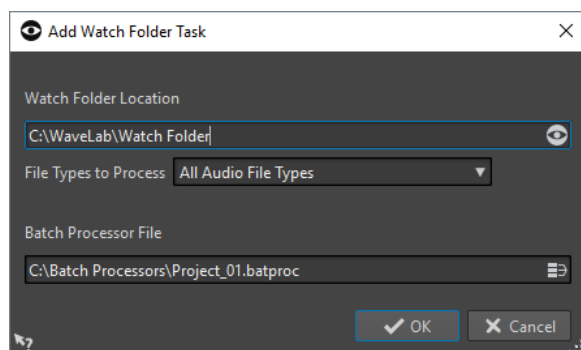 Add Watch Folder Task
Watch Folder Location
C:\WaveLab\Watch Folder
File Types to Process All Audio File Types
Batch Processor File
C:\Batch Processors\Project_01.batproc
OK Cancel